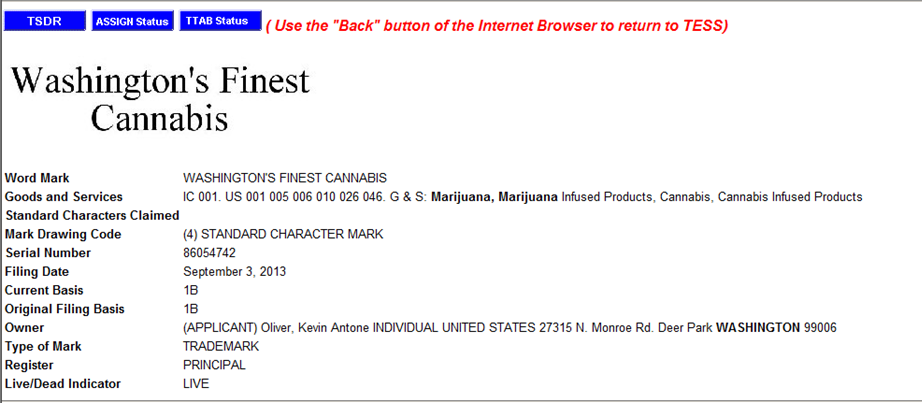 TSDR ASSIGN Status TTAB Status ( Use the "Back" button of the Internet Browser to return to TESS)
Washington's Finest
Cannabis
Word Mark WASHINGTON'S FINEST CANNABIS
Goods and Services IC 001. US 001 005 006 010 026 046. G & S: Marijuana, Marijuana Infused Products, Cannabis, Cannabis Infused Products
Standard Characters Claimed
Mark Drawing Code (4) STANDARD CHARACTER MARK
Serial Number 86054742
Filing Date September 3, 2013
Current Basis 1B
Original Filing Basis 1B
Owner (APPLICANT) Oliver, Kevin Antone INDIVIDUAL UNITED STATES 27315 N. Monroe Rd. Deer Park WASHINGTON 99006
Type of Mark TRADEMARK
Register PRINCIPAL
Live/Dead Indicator LIVE